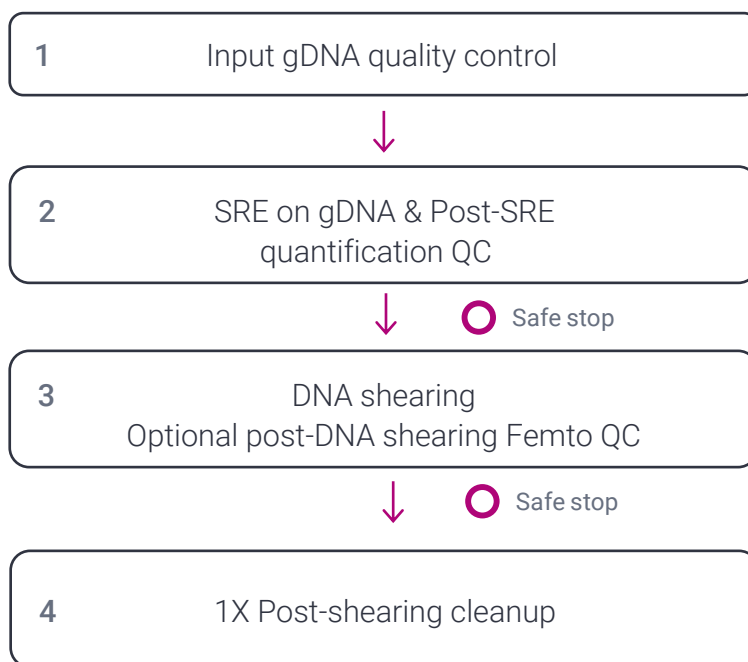 1 Input gDNA quality control
2 SRE on gDNA & Post-SRE
quantification QC
Safe stop
3 DNA shearing
Optional post-DNA shearing Femto QC
Safe stop
4 1X Post-shearing cleanup